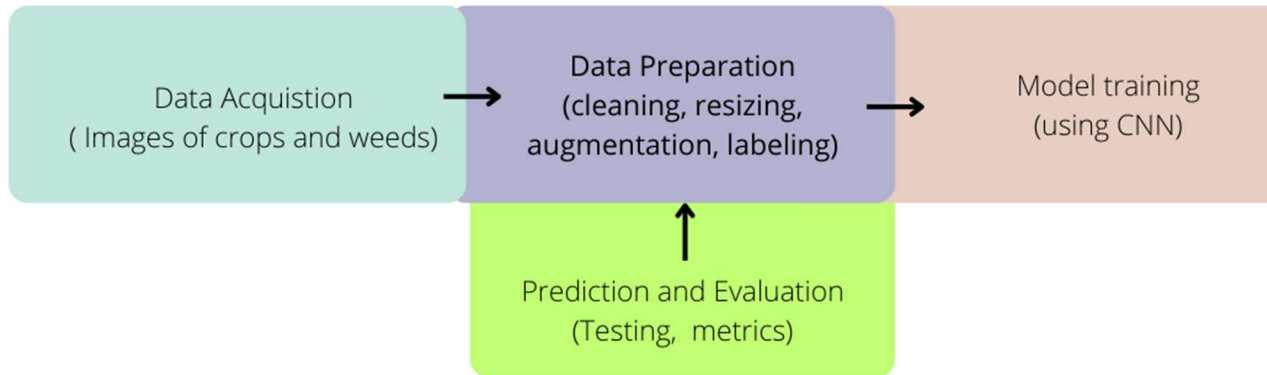 Data Acquistion
( Images of crops and weeds)
Data Preparation
(cleaning, resizing,
augmentation, labeling)
Model training
(using CNN)
Prediction and Evaluation
(Testing,  metrics)